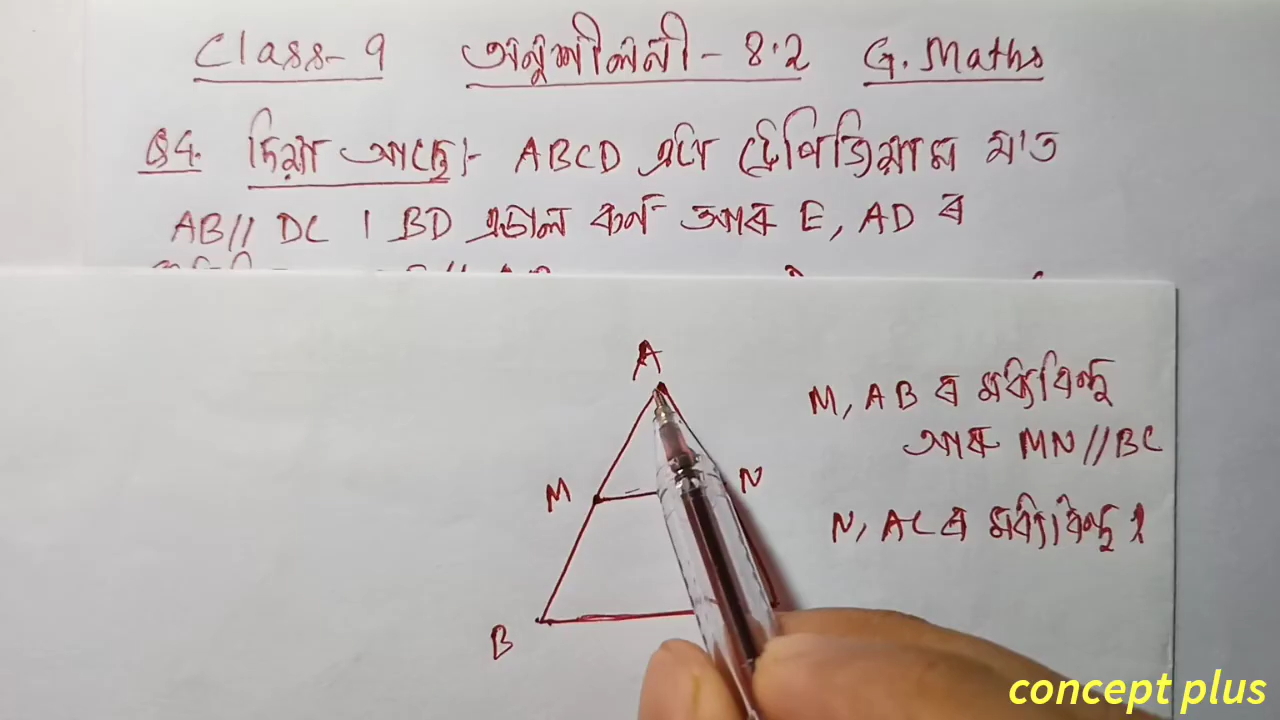 Class-9 অনুশীলনী-8.2 G. Maths
Q4. দিয়া আছে:- ABCD এটা ট্ৰেপিজিয়াম য'ত
AB// DC । BD এডাল কৰ্ণ আৰু E, AD ৰ
A
M, AB ৰ মধ্যবিন্দু
আৰু MN//BC
M
N
N, AC ৰ মধ্যবিন্দু ।
B
concept plus